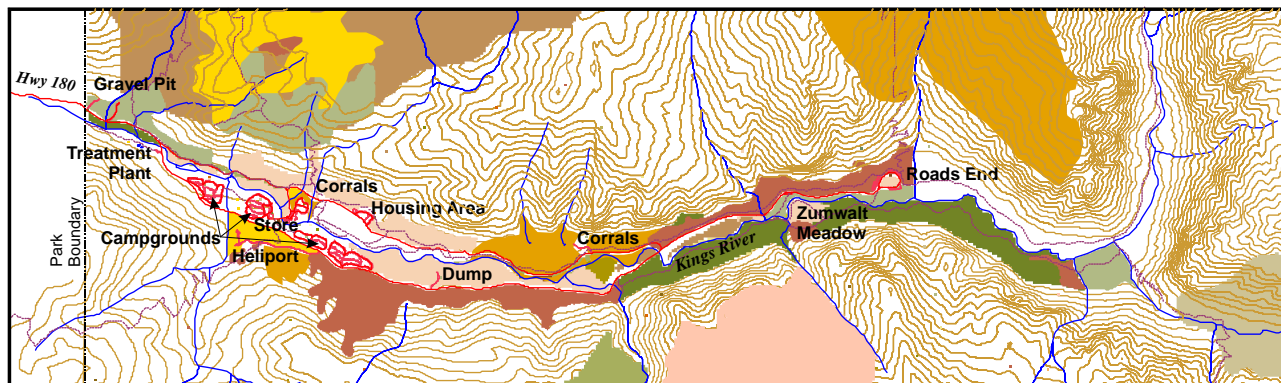 Hwy 180
Gravel Pit
Treatment
Plant
Park
Boundary
Campgrounds
Store
Heliport
Corrals
Housing Area
Dump
Corrals
Kings River
Zumwalt
Meadow
Roads End